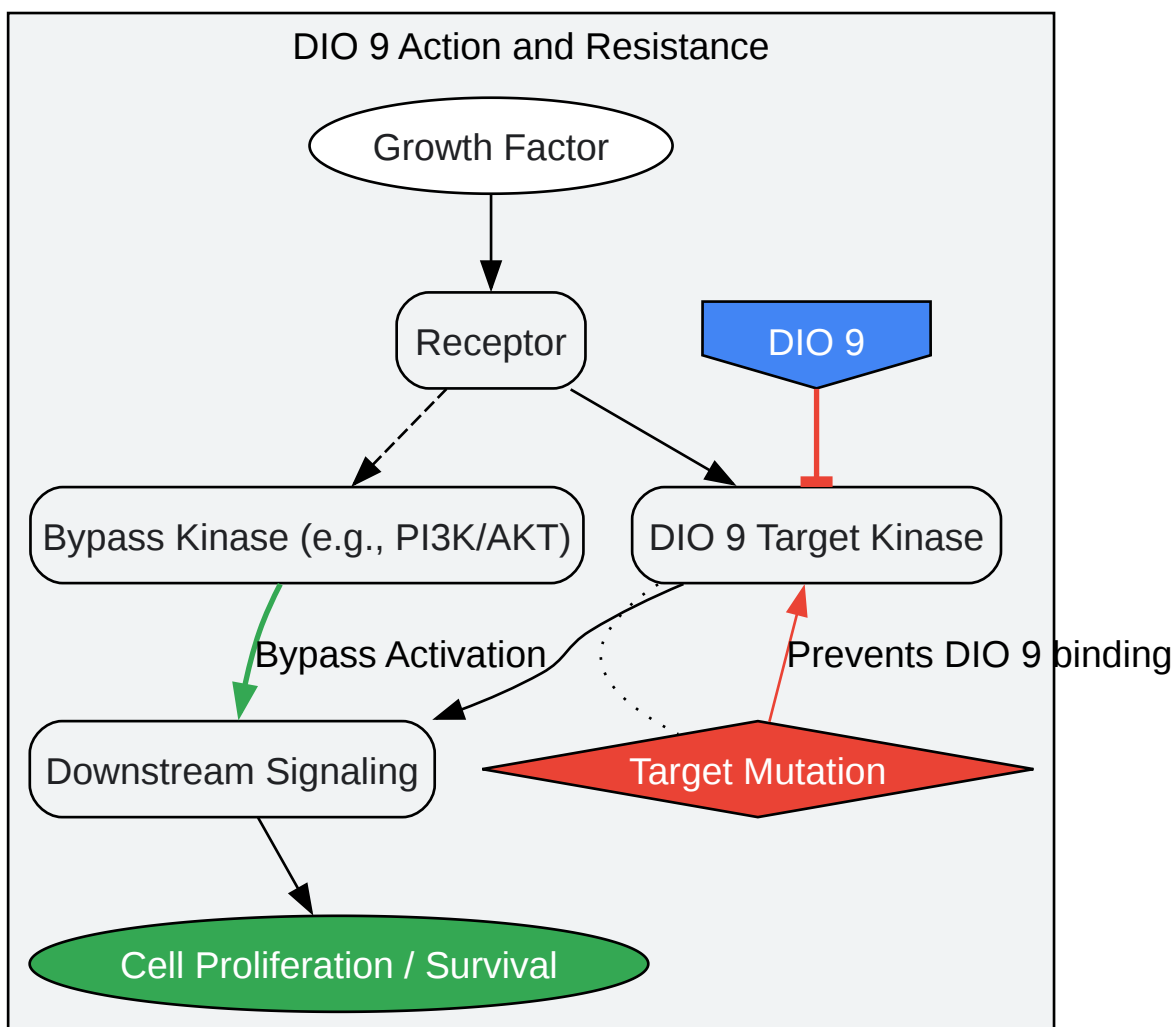 DIO 9 Action and Resistance
Growth Factor
Receptor
DIO 9
Bypass Kinase (e.g., PI3K/AKT)
DIO 9 Target Kinase
Bypass Activation
Prevents DIO 9 binding
Downstream Signaling
Target Mutation
Cell Proliferation / Survival